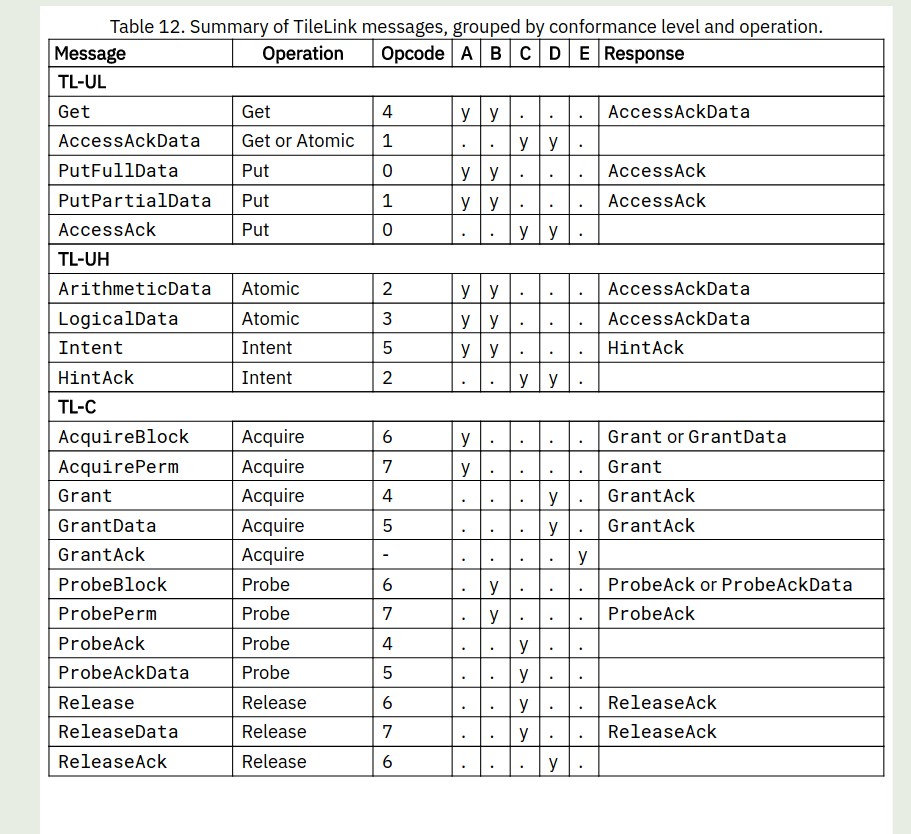 Table 12. Summary of TileLink messages, grouped by conformance level and operation.
Message Operation Opcode A B C D E Response
TL-UL
Get Get 4 y y . . . AccessAckData
AccessAckData Get or Atomic 1 . . y y .
PutFullData Put 0 y y . . . AccessAck
PutPartialData Put 1 y y . . . AccessAck
AccessAck Put 0 . . y y .
TL-UH
ArithmeticData Atomic 2 y y . . . AccessAckData
LogicalData Atomic 3 y y . . . AccessAckData
Intent Intent 5 y y . . . HintAck
HintAck Intent 2 . . y y .
TL-C
AcquireBlock Acquire 6 y . . . . Grant or GrantData
AcquirePerm Acquire 7 y . . . . Grant
Grant Acquire 4 . . . y . GrantAck
GrantData Acquire 5 . . . y . GrantAck
GrantAck Acquire - . . . . y
ProbeBlock Probe 6 . y . . . ProbeAck or ProbeAckData
ProbePerm Probe 7 . y . . . ProbeAck
ProbeAck Probe 4 . . y . .
ProbeAckData Probe 5 . . y . .
Release Release 6 . . y . . ReleaseAck
ReleaseData Release 7 . . y . . ReleaseAck
ReleaseAck Release 6 . . . y .